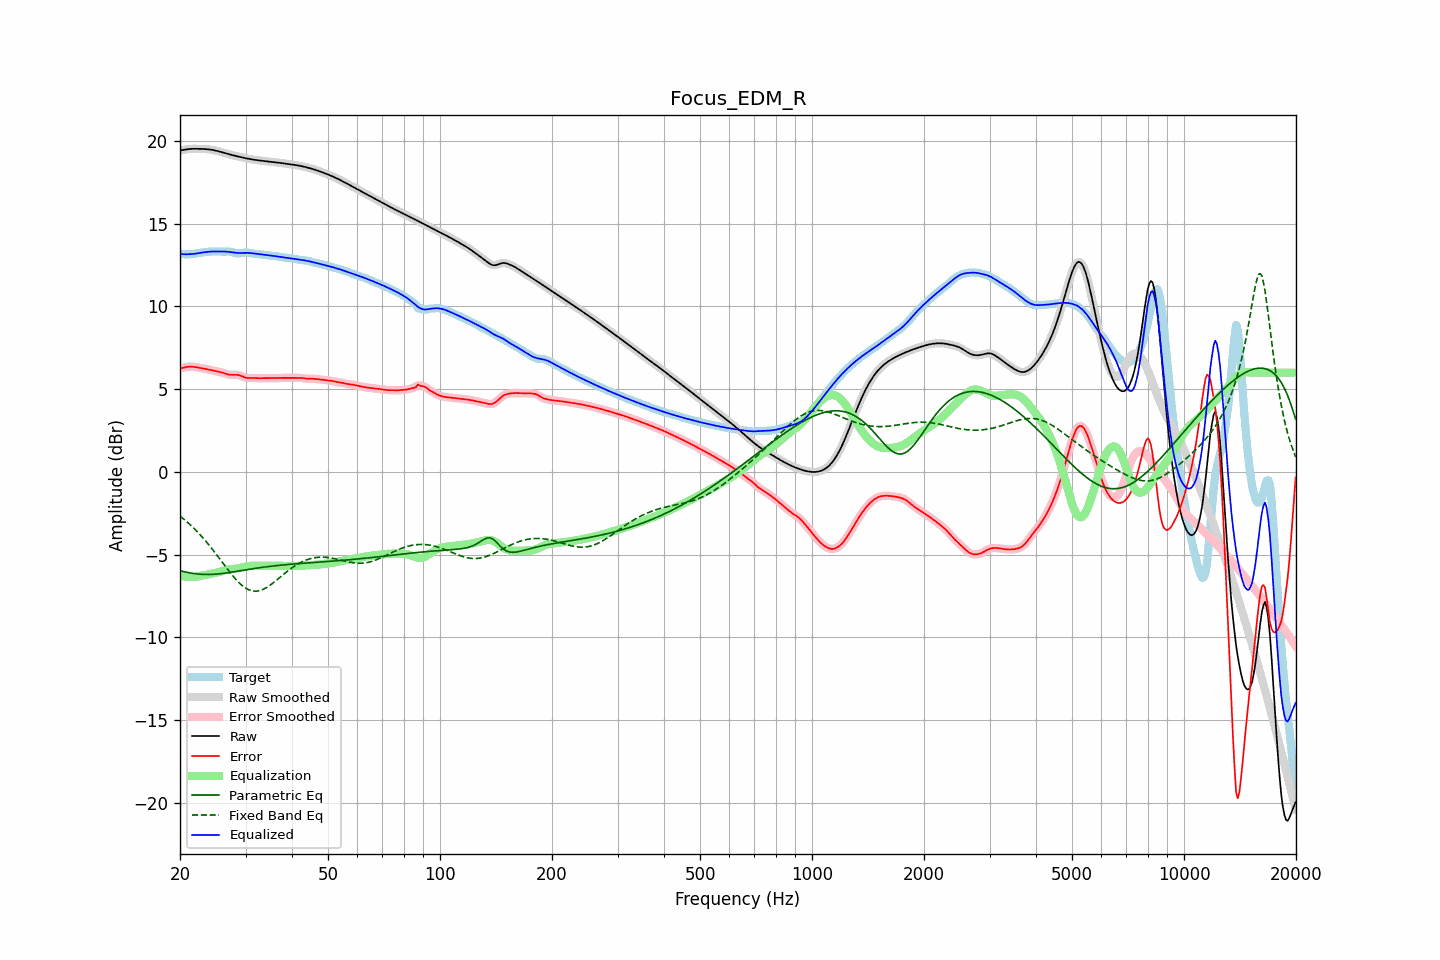 Focus_EDM_R
Amplitude (dBr)
20
15
10
5
0
−5
−10
−15
−20
Target
Raw Smoothed
Error Smoothed
Raw
Error
Equalization
Parametric Eq
Fixed Band Eq
Equalized
20 50 100 200 500 1000 2000 5000 10000 20000
Frequency (Hz)